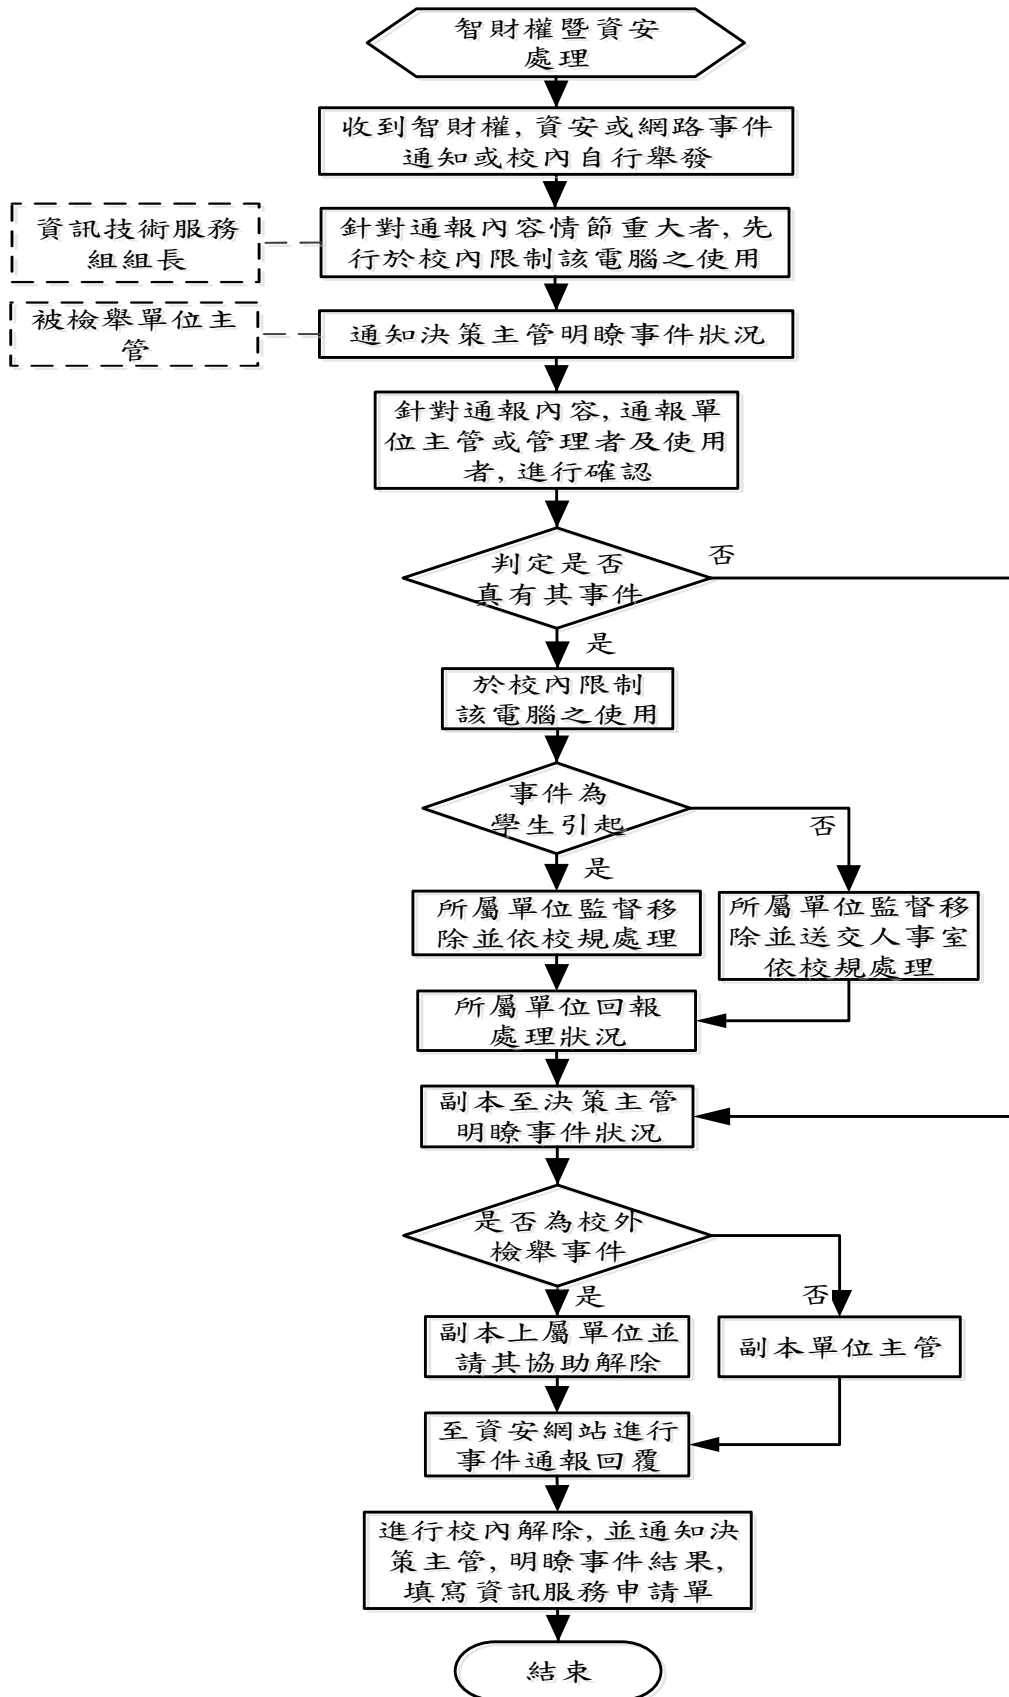 智財權暨資安
處理
收到智財權,資安或網路事件
通知或校內自行舉發
資訊技術服務
組組長
針對通報內容情節重大者,先
行於校內限制該電腦之使用
被檢舉單位主
管
通知決策主管明瞭事件狀況
針對通報內容,通報單
位主管或管理者及使用
者,進行確認
判定是否
真有其事件
否
是
於校內限制
該電腦之使用
事件為
學生引起
否
是
所屬單位監督移
除並依校規處理
所屬單位監督移
除並送交人事室
依校規處理
所屬單位回報
處理狀況
副本至決策主管
明瞭事件狀況
是否為校外
檢舉事件
是
否
副本上屬單位並
請其協助解除
副本單位主管
至資安網站進行
事件通報回覆
進行校內解除,並通知決
策主管,明瞭事件結果,
填寫資訊服務申請單
結束